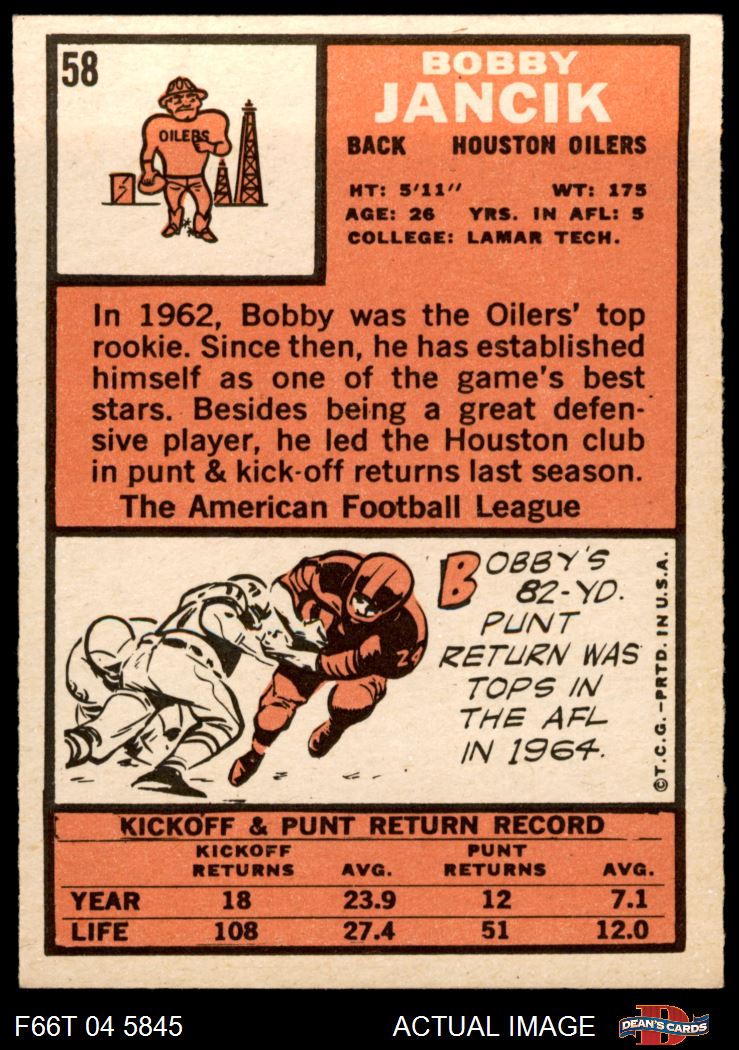 58
OILERS
BOBBY
JANCIK
BACK HOUSTON OILERS
HT: 5'11" WT: 175
AGE: 26 YRS. IN AFL: 5
COLLEGE: LAMAR TECH.
In 1962, Bobby was the Oilers' top
rookie. Since then, he has established
himself as one of the game's best
stars. Besides being a great defen-
sive player, he led the Houston club
in punt & kick-off returns last season.
The American Football League
BOBBY'S
82-YD.
PUNT
RETURN WAS
TOPS IN
THE AFL
IN 1964.
24
©T.C.G.–PRTD. IN U.S.A.
KICKOFF & PUNT RETURN RECORD
KICKOFF PUNT
RETURNS AVG. RETURNS AVG.
YEAR 18 23.9 12 7.1
LIFE 108 27.4 51 12.0
F66T 04 5845 ACTUAL IMAGE D DEAN'S CARDS